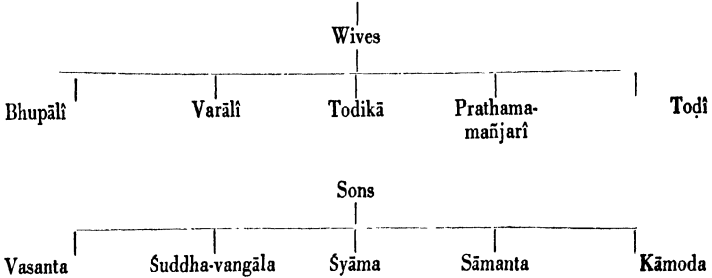 Wives
Bhupālî Varālî Todikā Prathama- Toḍî
mañjarî
Sons
Vasanta Śuddha-vangāla Śyāma Sāmanta Kāmoda